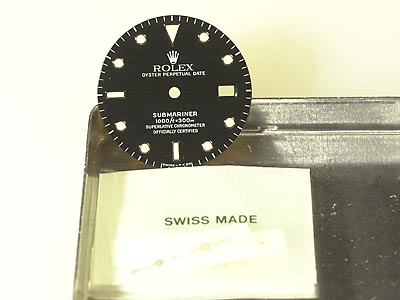 ROLEX
OYSTER PERPETUAL DATE
SUBMARINER
1000ft=300m
SUPERLATIVE CHRONOMETER
OFFICIALLY CERTIFIED
SWISS MADE